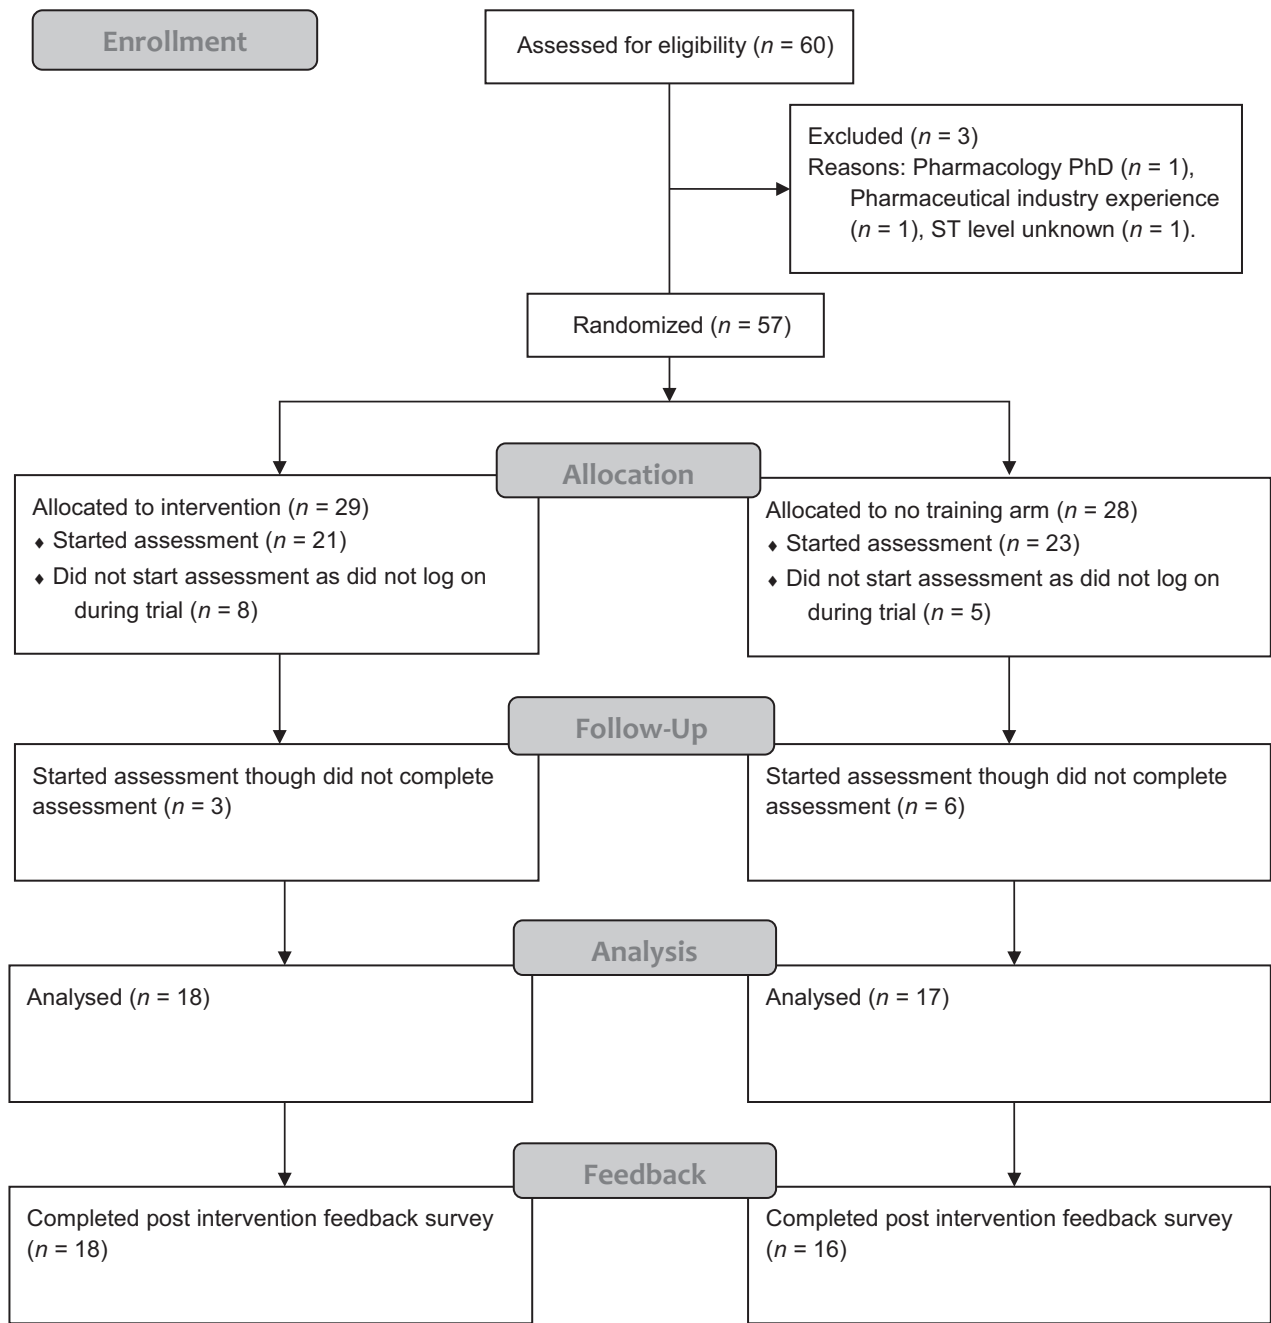 Enrollment
Assessed for eligibility (n = 60)
Excluded (n = 3)
Reasons: Pharmacology PhD (n = 1),
Pharmaceutical industry experience
(n = 1), ST level unknown (n = 1).
Randomized (n = 57)
Allocation
Allocated to intervention (n = 29)
♦ Started assessment (n = 21)
♦ Did not start assessment as did not log on
during trial (n = 8)
Allocated to no training arm (n = 28)
♦ Started assessment (n = 23)
♦ Did not start assessment as did not log on
during trial (n = 5)
Follow-Up
Started assessment though did not complete
assessment (n = 3)
Started assessment though did not complete
assessment (n = 6)
Analysis
Analysed (n = 18)
Analysed (n = 17)
Feedback
Completed post intervention feedback survey
(n = 18)
Completed post intervention feedback survey
(n = 16)